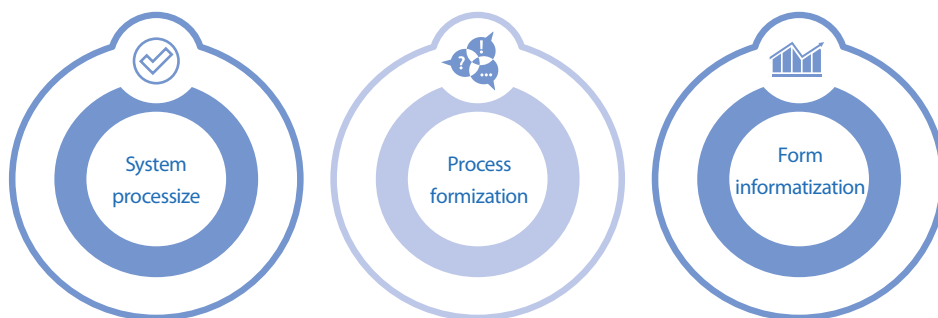 System
processize
Process
formization
Form
informatization
? ! ...